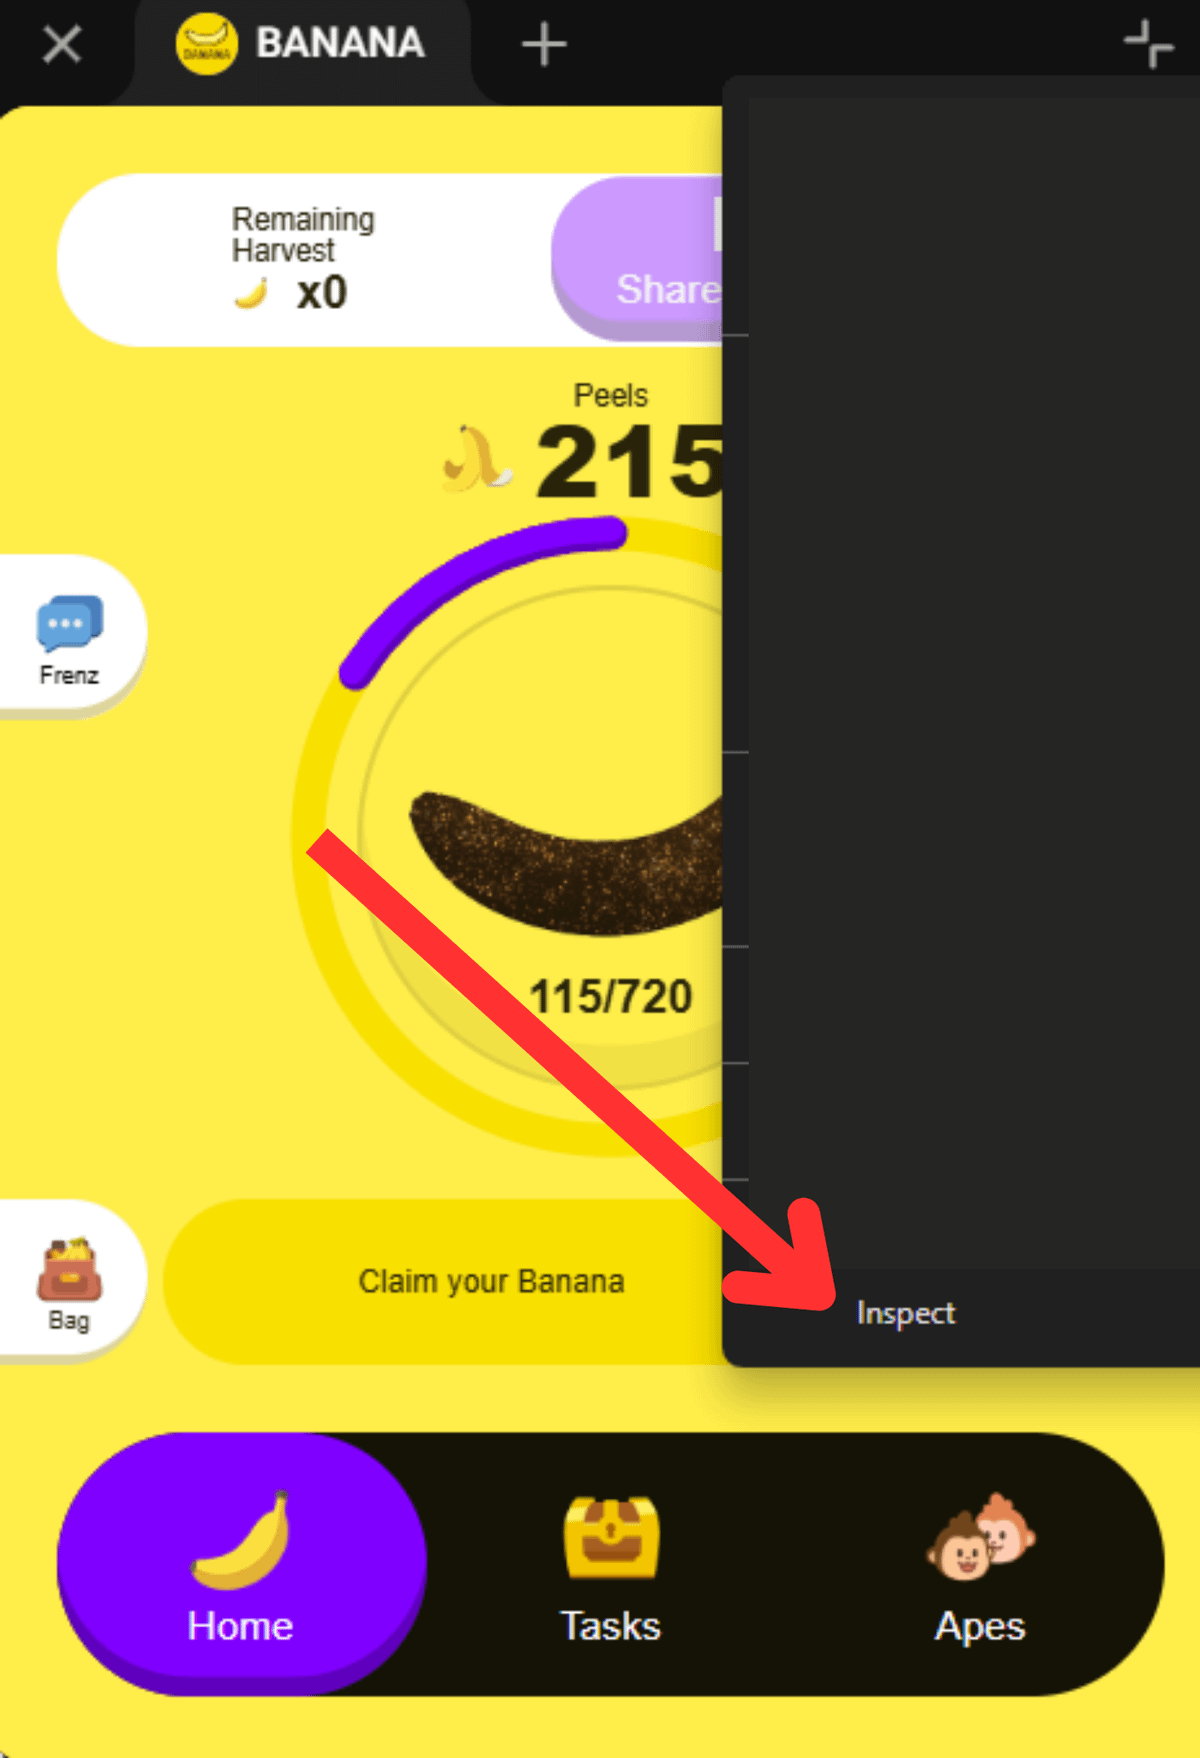 BANANA
Remaining
Harvest
x0
Share
Peels
215
Frenz
115/720
Bag
Claim your Banana
Inspect
Home
Tasks
Apes